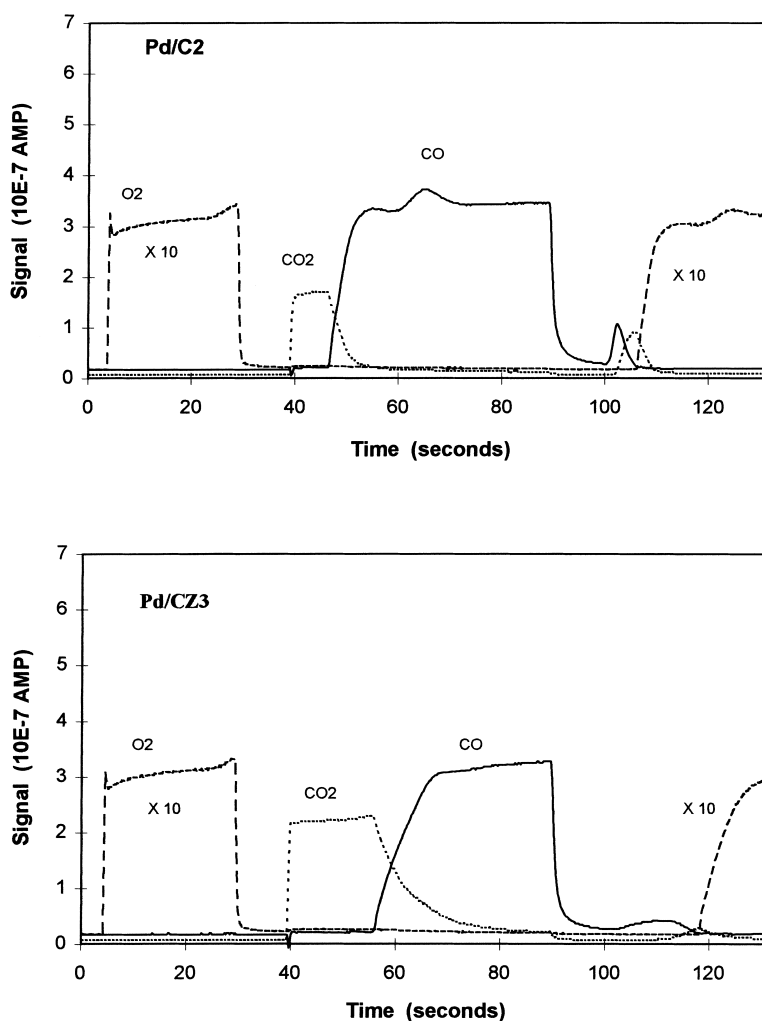 Pd/C2
Signal (10E-7 AMP)
7
6
5
4
3
2
1
0
O2
X 10
CO2
CO
X 10
0 20 40 60 80 100 120
Time (seconds)
Pd/CZ3
Signal (10E-7 AMP)
7
6
5
4
3
2
1
0
O2
X 10
CO2
CO
X 10
0 20 40 60 80 100 120
Time (seconds)